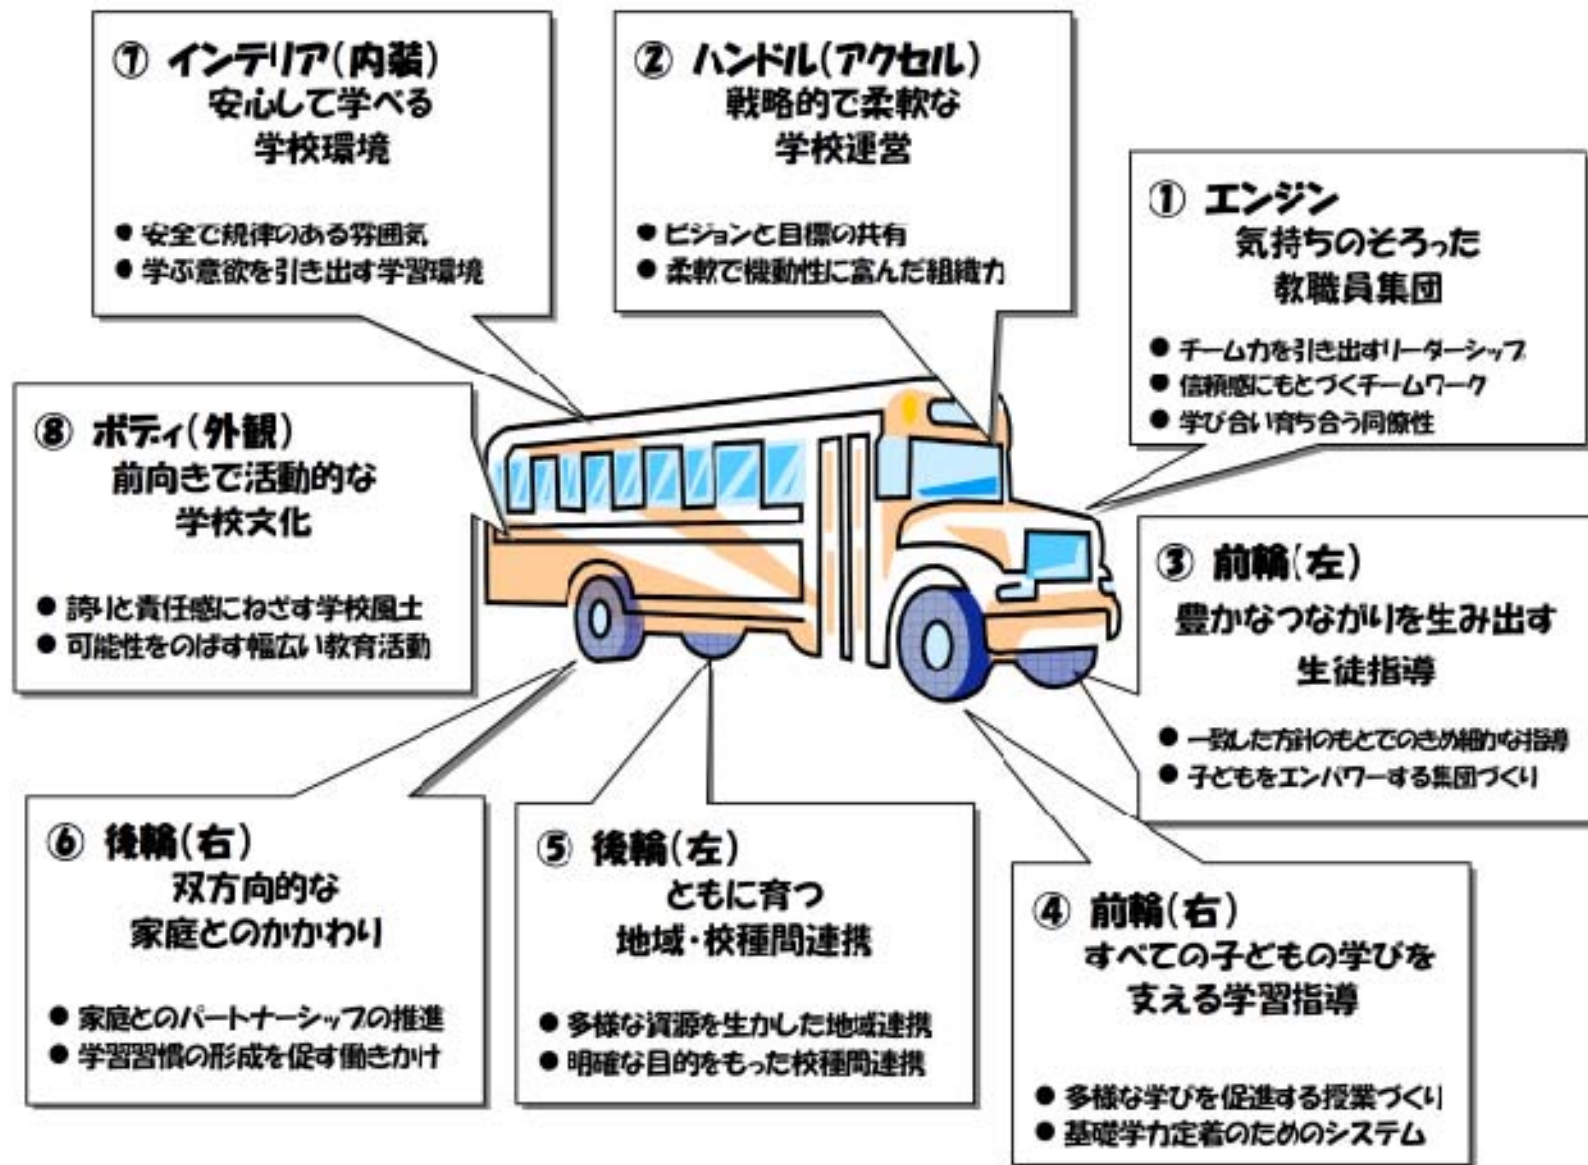 ① エンジン
気持ちのそろった
教職員集団
● チーム力を引き出すリーダーシップ
● 信頼感にもとづくチームワーク
● 学び合い育ち合う同僚性
② ハンドル(アクセル)
戦略的で柔軟な
学校運営
● ビジョンと目標の共有
● 柔軟で機動性に富んだ組織力
③ 前輪(左)
豊かなつながりを生み出す
生徒指導
● 一致した方針のもとでのきめ細かな指導
● 子どもをエンパワーする集団づくり
④ 前輪(右)
すべての子どもの学びを
支える学習指導
● 多様な学びを促進する授業づくり
● 基礎学力定着のためのシステム
⑤ 後輪(左)
ともに育つ
地域・校種間連携
● 多様な資源を生かした地域連携
● 明確な目的をもった校種間連携
⑥ 後輪(右)
双方向的な
家庭とのかかわり
● 家庭とのパートナーシップの推進
● 学習習慣の形成を促す働きかけ
⑦ インテリア(内装)
安心して学べる
学校環境
● 安全で規律のある雰囲気
● 学ぶ意欲を引き出す学習環境
⑧ ボディ(外観)
前向きで活動的な
学校文化
● 誇りと責任感にねざす学校風土
● 可能性をのばす幅広い教育活動